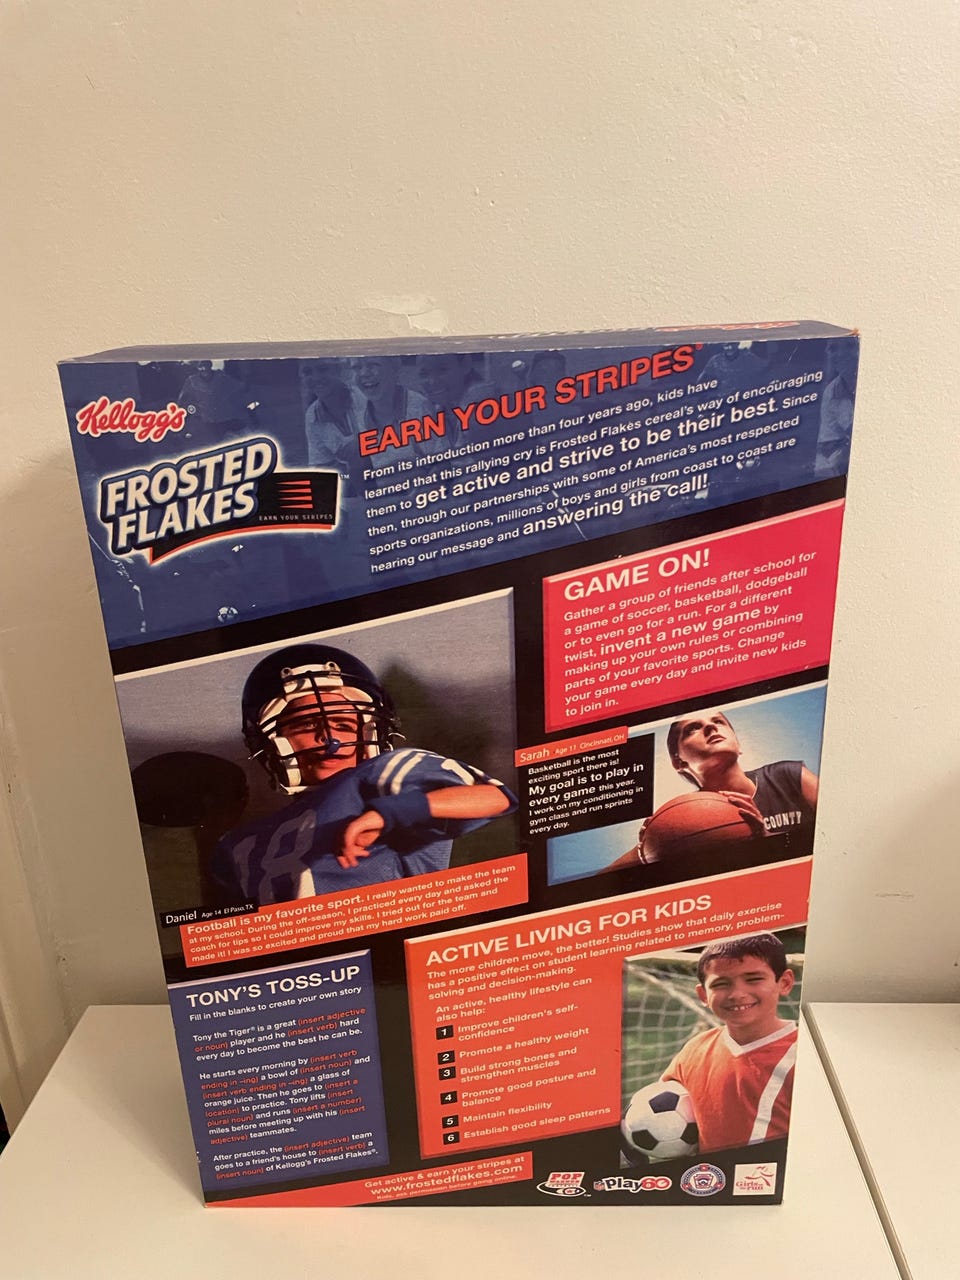 Kellogg's®
FROSTED
FLAKES
EARN YOUR STRIPES™
EARN YOUR STRIPES®
From its introduction more than four years ago, kids have
learned that this rallying cry is Frosted Flakes cereal's way of encouraging
them to get active and strive to be their best. Since
then, through our partnerships with some of America's most respected
sports organizations, millions of boys and girls from coast to coast are
hearing our message and answering the call!
GAME ON!
Gather a group of friends after school for
a game of soccer, basketball, dodgeball
or to even go for a run. For a different
twist, invent a new game by
making up your own rules or combining
parts of your favorite sports. Change
your game every day and invite new kids
to join in.
Sarah Age 11 Cincinnati, OH
Basketball is the most
exciting sport there is!
My goal is to play in
every game this year.
I work on my conditioning in
gym class and run sprints
every day.
COUNTY
Daniel Age 14 El Paso, TX
Football is my favorite sport. I really wanted to make the team
at my school. During the off-season, I practiced every day and asked the
coach for tips so I could improve my skills. I tried out for the team and
made it! I was so excited and proud that my hard work paid off.
TONY'S TOSS-UP
Fill in the blanks to create your own story
Tony the Tiger® is a great (insert adjective
or noun) player and he (insert verb) hard
every day to become the best he can be.
He starts every morning by (insert verb
ending in –ing) a bowl of (insert noun) and
(insert verb ending in –ing) a glass of
orange juice. Then he goes to (insert a
location) to practice. Tony lifts (insert a
plural noun) and runs (insert a number)
miles before meeting up with his (insert
adjective) teammates.
After practice, the (insert adjective) team
goes to a friend's house to (insert verb) a
(insert noun) of Kellogg's Frosted Flakes®.
ACTIVE LIVING FOR KIDS
The more children move, the better! Studies show that daily exercise
has a positive effect on student learning related to memory, problem-
solving and decision-making.
An active, healthy lifestyle can
also help:
1 Improve children's self-
confidence
2 Promote a healthy weight
3 Build strong bones and
strengthen muscles
4 Promote good posture and
balance
5 Maintain flexibility
6 Establish good sleep patterns
Get active & earn your stripes at
www.frostedflakes.com
Kids, ask permission before going online.
POP
WARNER
NFL Play60
Girls on
the run